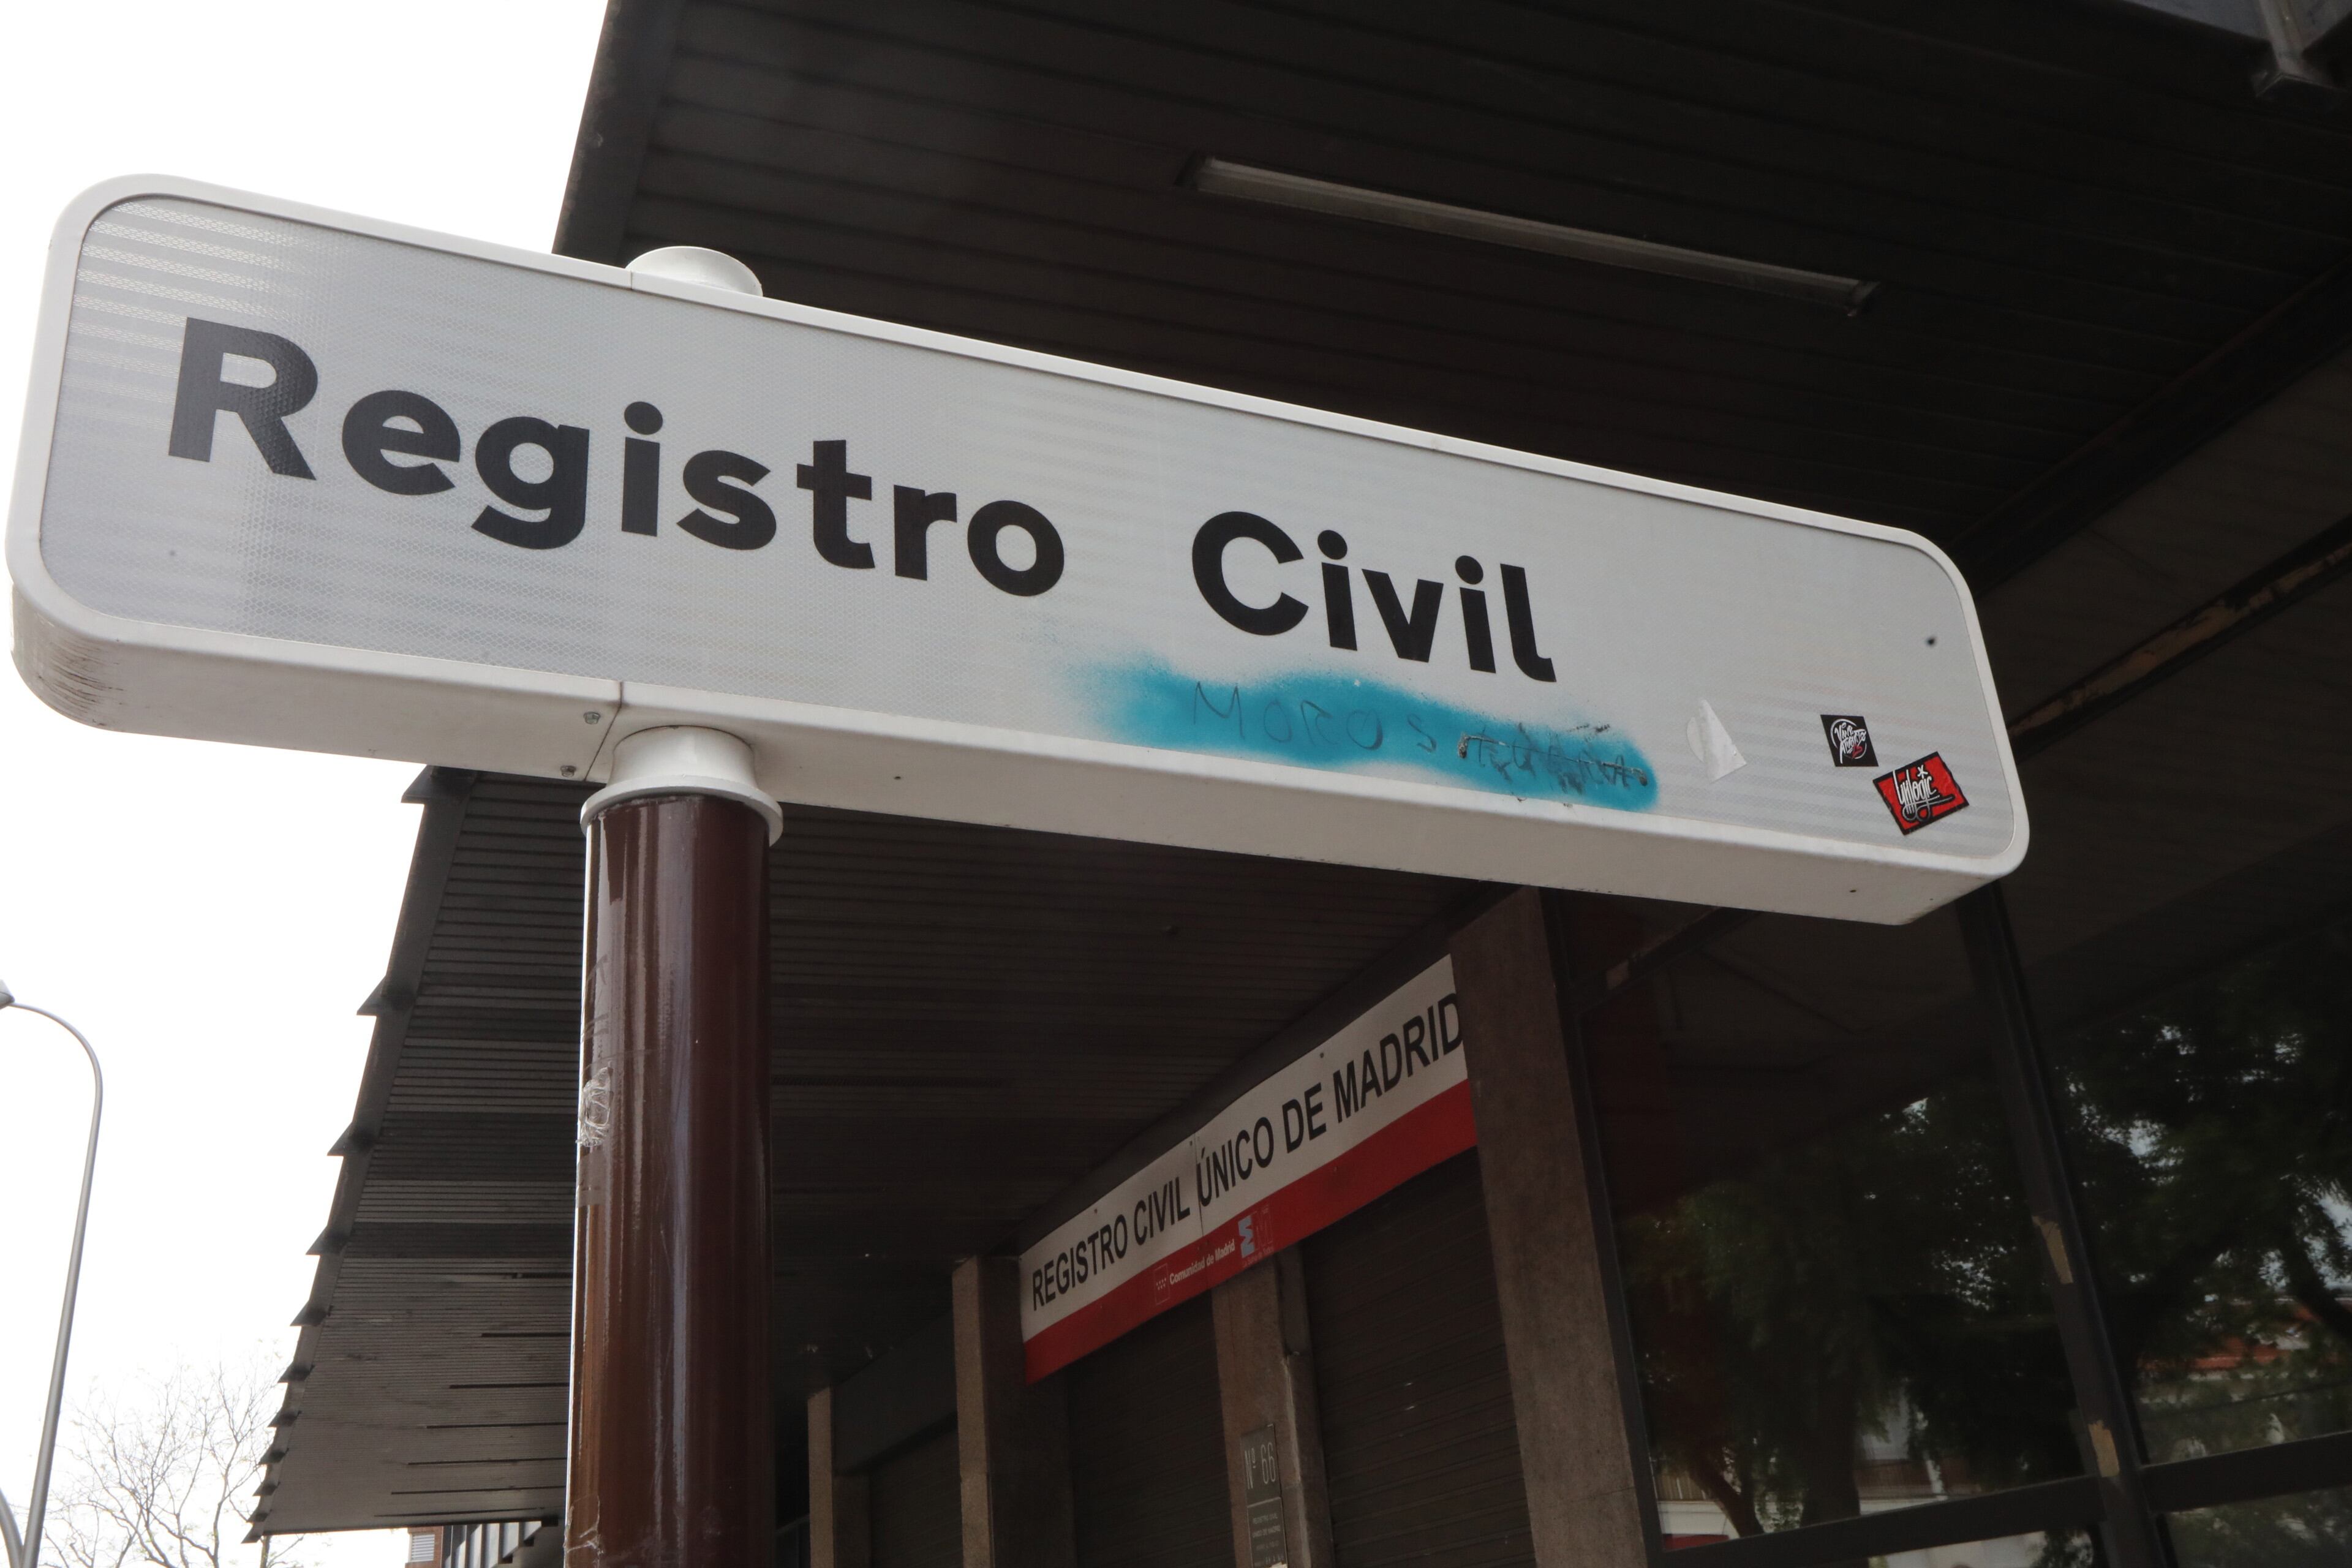 Registro Civil
MOROS
REGISTRO CIVIL ÚNICO DE MADRID
Comunidad de Madrid
Nº 66